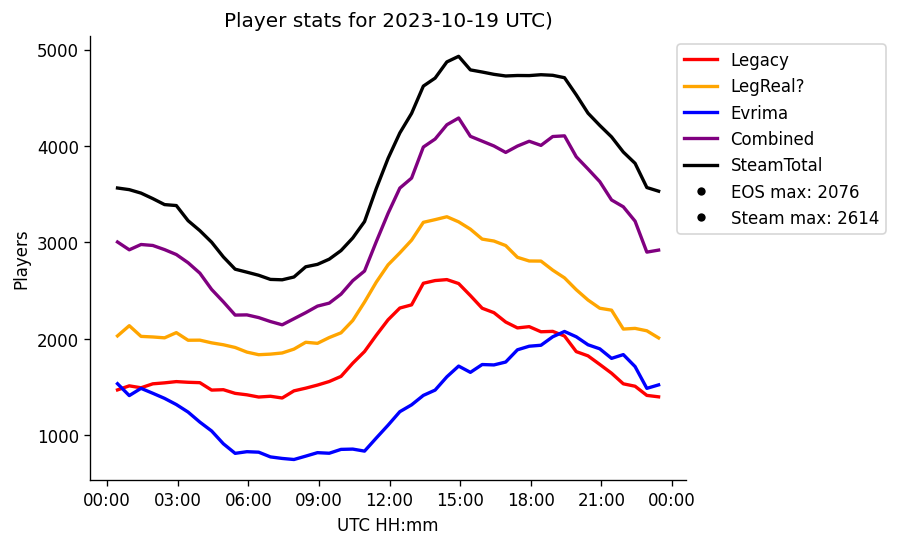 Player stats for 2023-10-19 UTC)
5000
4000
3000
2000
1000
Players
00:00 03:00 06:00 09:00 12:00 15:00 18:00 21:00 00:00
UTC HH:mm
Legacy
LegReal?
Evrima
Combined
SteamTotal
EOS max: 2076
Steam max: 2614